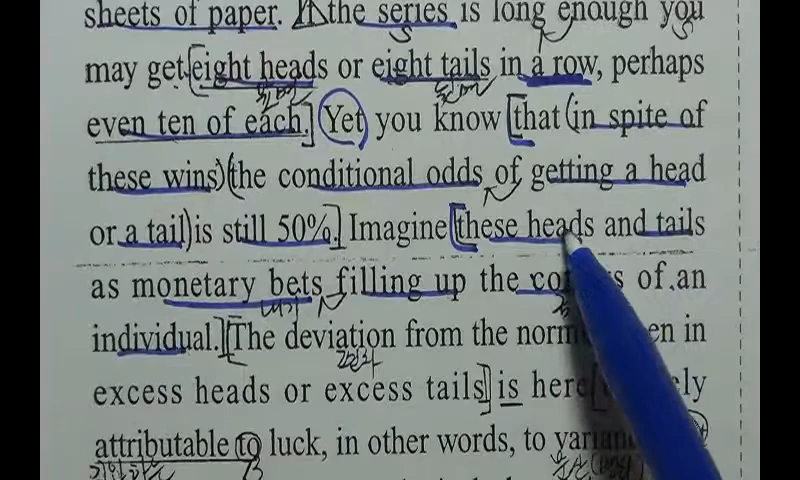 sheets of paper. If the series is long enough you
may get eight heads or eight tails in a row, perhaps
even ten of each. Yet you know that in spite of
these wins the conditional odds of getting a head
or a tail is still 50%. Imagine these heads and tails
as monetary bets filling up the of an
individual. The deviation from the in
excess heads or excess tails is here
attributable to luck, in other words, to